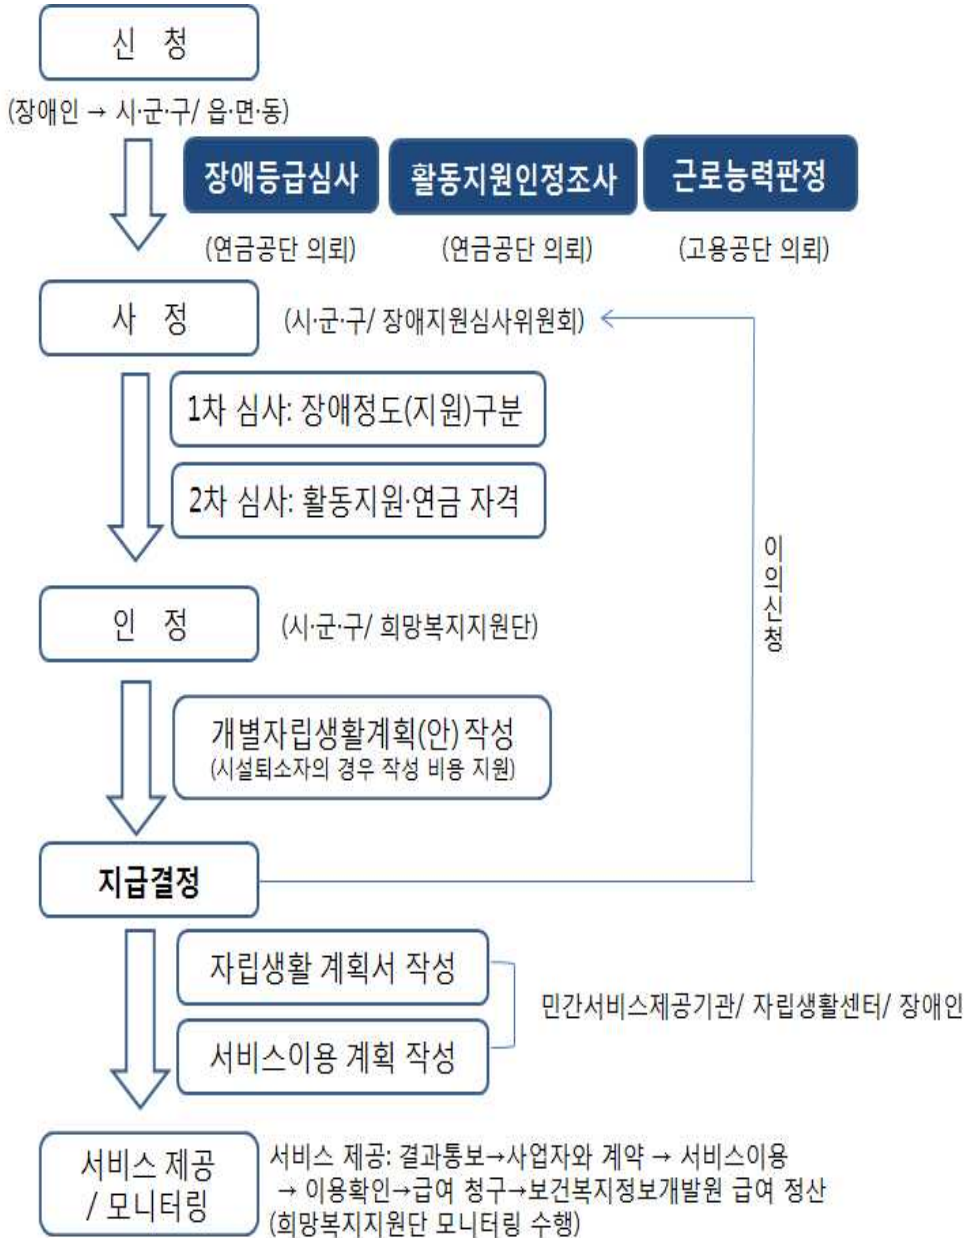 신 청
(장애인 → 시·군·구/ 읍·면·동)
장애등급심사
활동지원인정조사
근로능력판정
(연금공단 의뢰)
(연금공단 의뢰)
(고용공단 의뢰)
사 정
(시·군·구/ 장애지원심사위원회)
1차 심사: 장애정도(지원)구분
2차 심사: 활동지원·연금 자격
이의신청
인 정
(시·군·구/ 희망복지지원단)
개별자립생활계획(안) 작성
(시설퇴소자의 경우 작성 비용 지원)
지급결정
자립생활 계획서 작성
서비스이용 계획 작성
민간서비스제공기관/ 자립생활센터/ 장애인
서비스 제공
/ 모니터링
서비스 제공: 결과통보→사업자와 계약 → 서비스이용
→ 이용확인→급여 청구→보건복지정보개발원 급여 정산
(희망복지지원단 모니터링 수행)